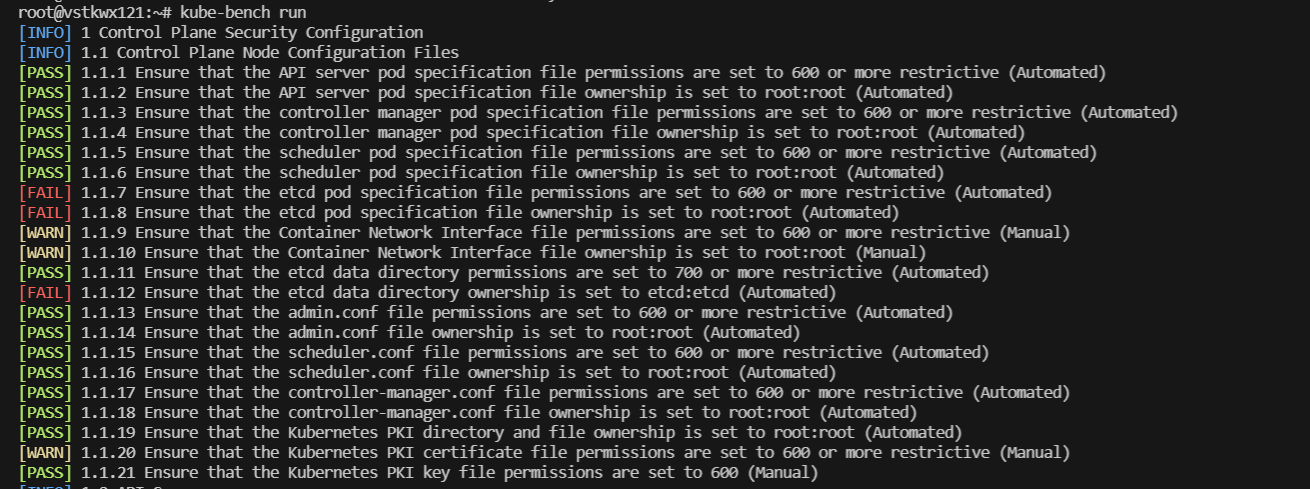 root@vstkwx121:~# kube-bench run
[INFO] 1 Control Plane Security Configuration
[INFO] 1.1 Control Plane Node Configuration Files
[PASS] 1.1.1 Ensure that the API server pod specification file permissions are set to 600 or more restrictive (Automated)
[PASS] 1.1.2 Ensure that the API server pod specification file ownership is set to root:root (Automated)
[PASS] 1.1.3 Ensure that the controller manager pod specification file permissions are set to 600 or more restrictive (Automated)
[PASS] 1.1.4 Ensure that the controller manager pod specification file ownership is set to root:root (Automated)
[PASS] 1.1.5 Ensure that the scheduler pod specification file permissions are set to 600 or more restrictive (Automated)
[PASS] 1.1.6 Ensure that the scheduler pod specification file ownership is set to root:root (Automated)
[FAIL] 1.1.7 Ensure that the etcd pod specification file permissions are set to 600 or more restrictive (Automated)
[FAIL] 1.1.8 Ensure that the etcd pod specification file ownership is set to root:root (Automated)
[WARN] 1.1.9 Ensure that the Container Network Interface file permissions are set to 600 or more restrictive (Manual)
[WARN] 1.1.10 Ensure that the Container Network Interface file ownership is set to root:root (Manual)
[PASS] 1.1.11 Ensure that the etcd data directory permissions are set to 700 or more restrictive (Automated)
[FAIL] 1.1.12 Ensure that the etcd data directory ownership is set to etcd:etcd (Automated)
[PASS] 1.1.13 Ensure that the admin.conf file permissions are set to 600 or more restrictive (Automated)
[PASS] 1.1.14 Ensure that the admin.conf file ownership is set to root:root (Automated)
[PASS] 1.1.15 Ensure that the scheduler.conf file permissions are set to 600 or more restrictive (Automated)
[PASS] 1.1.16 Ensure that the scheduler.conf file ownership is set to root:root (Automated)
[PASS] 1.1.17 Ensure that the controller-manager.conf file permissions are set to 600 or more restrictive (Automated)
[PASS] 1.1.18 Ensure that the controller-manager.conf file ownership is set to root:root (Automated)
[PASS] 1.1.19 Ensure that the Kubernetes PKI directory and file ownership is set to root:root (Automated)
[WARN] 1.1.20 Ensure that the Kubernetes PKI certificate file permissions are set to 600 or more restrictive (Manual)
[PASS] 1.1.21 Ensure that the Kubernetes PKI key file permissions are set to 600 (Manual)